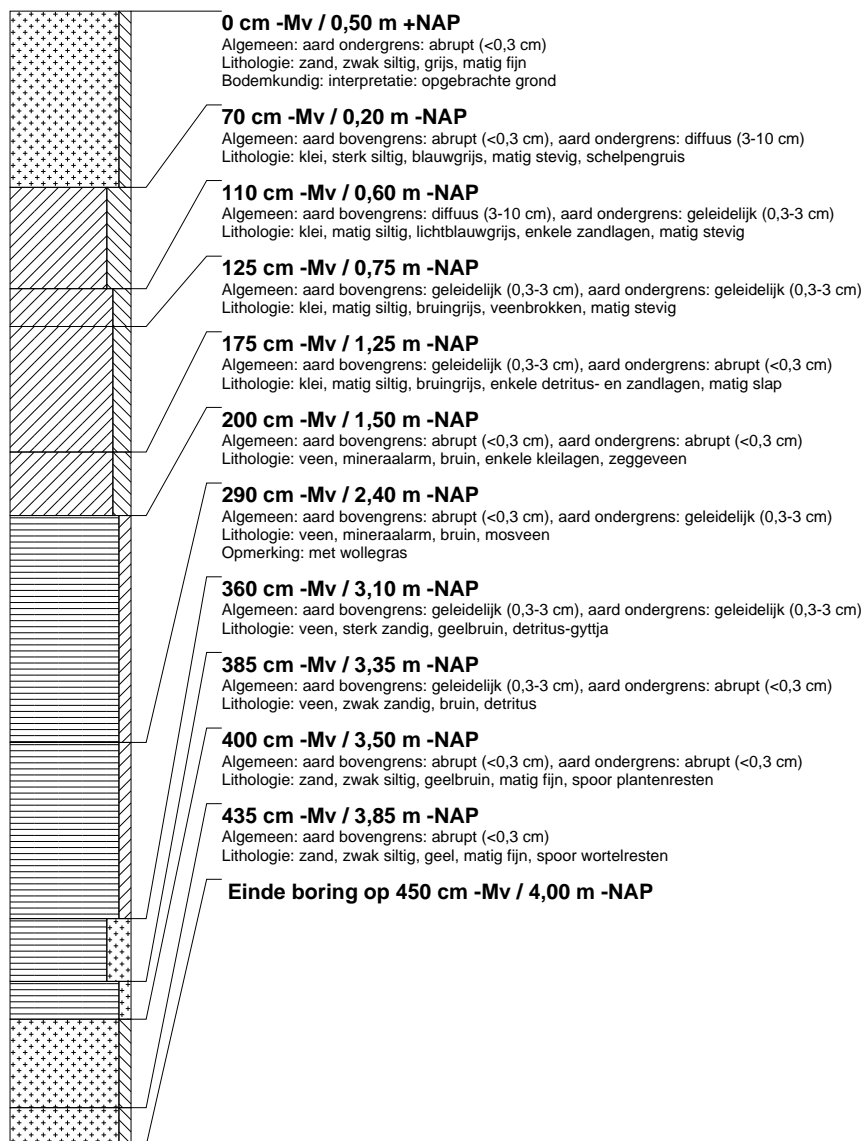 0 cm -Mv / 0,50 m +NAP
Algemeen: aard ondergrens: abrupt (<0,3 cm)
Lithologie: zand, zwak siltig, grijs, matig fijn
Bodemkundig: interpretatie: opgebrachte grond
70 cm -Mv / 0,20 m -NAP
Algemeen: aard bovengrens: abrupt (<0,3 cm), aard ondergrens: diffuus (3-10 cm)
Lithologie: klei, sterk siltig, blauwgrijs, matig stevig, schelpengruis
110 cm -Mv / 0,60 m -NAP
Algemeen: aard bovengrens: diffuus (3-10 cm), aard ondergrens: geleidelijk (0,3-3 cm)
Lithologie: klei, matig siltig, lichtblauwgrijs, enkele zandlagen, matig stevig
125 cm -Mv / 0,75 m -NAP
Algemeen: aard bovengrens: geleidelijk (0,3-3 cm), aard ondergrens: geleidelijk (0,3-3 cm)
Lithologie: klei, matig siltig, bruingrijs, veenbrokken, matig stevig
175 cm -Mv / 1,25 m -NAP
Algemeen: aard bovengrens: geleidelijk (0,3-3 cm), aard ondergrens: abrupt (<0,3 cm)
Lithologie: klei, matig siltig, bruingrijs, enkele detritus- en zandlagen, matig slap
200 cm -Mv / 1,50 m -NAP
Algemeen: aard bovengrens: abrupt (<0,3 cm), aard ondergrens: abrupt (<0,3 cm)
Lithologie: veen, mineraalarm, bruin, enkele kleilagen, zeggeveen
290 cm -Mv / 2,40 m -NAP
Algemeen: aard bovengrens: abrupt (<0,3 cm), aard ondergrens: geleidelijk (0,3-3 cm)
Lithologie: veen, mineraalarm, bruin, mosveen
Opmerking: met wollegras
360 cm -Mv / 3,10 m -NAP
Algemeen: aard bovengrens: geleidelijk (0,3-3 cm), aard ondergrens: geleidelijk (0,3-3 cm)
Lithologie: veen, sterk zandig, geelbruin, detritus-gyttja
385 cm -Mv / 3,35 m -NAP
Algemeen: aard bovengrens: geleidelijk (0,3-3 cm), aard ondergrens: abrupt (<0,3 cm)
Lithologie: veen, zwak zandig, bruin, detritus
400 cm -Mv / 3,50 m -NAP
Algemeen: aard bovengrens: abrupt (<0,3 cm), aard ondergrens: abrupt (<0,3 cm)
Lithologie: zand, zwak siltig, geelbruin, matig fijn, spoor plantenresten
435 cm -Mv / 3,85 m -NAP
Algemeen: aard bovengrens: abrupt (<0,3 cm)
Lithologie: zand, zwak siltig, geel, matig fijn, spoor wortelresten
Einde boring op 450 cm -Mv / 4,00 m -NAP